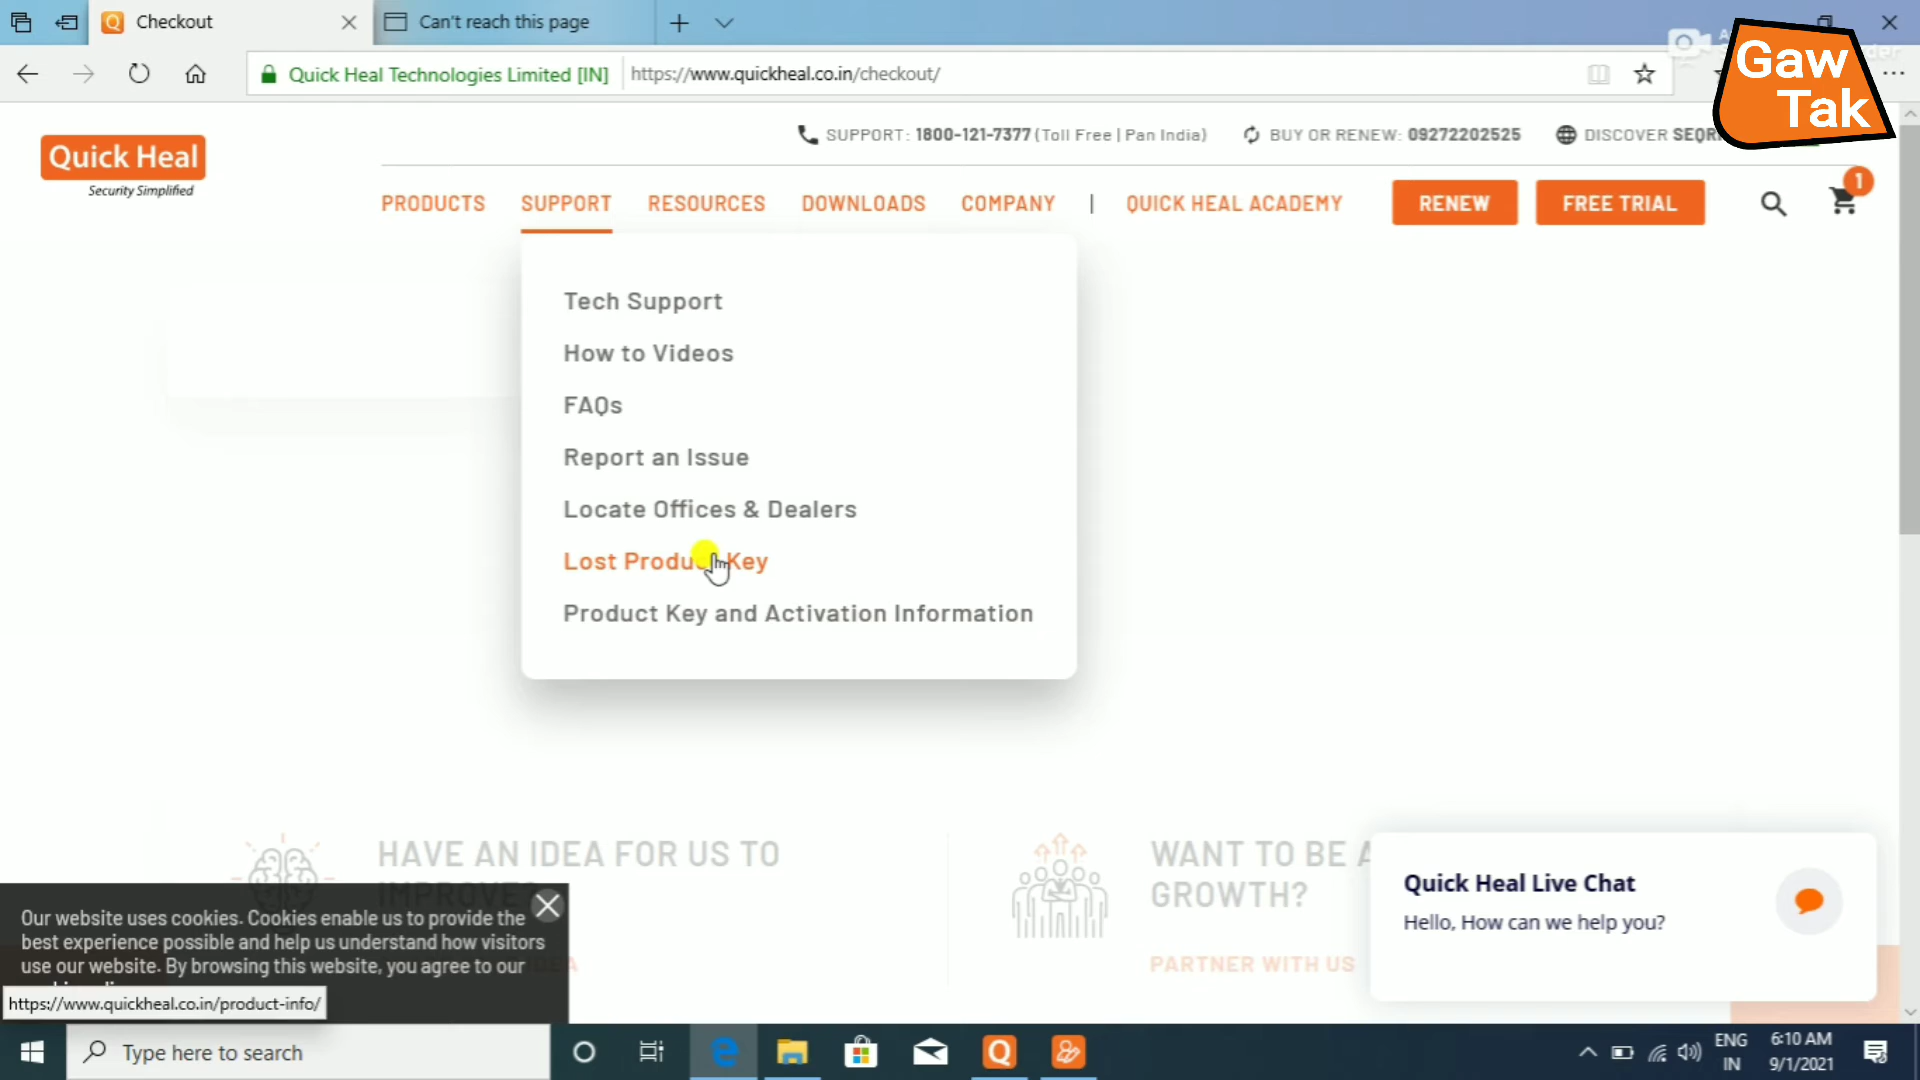 Checkout
Can't reach this page
Quick Heal Technologies Limited [IN]
https://www.quickheal.co.in/checkout/
Gaw
Tak
Quick Heal
Security Simplified
SUPPORT: 1800-121-7377 (Toll Free | Pan India)
BUY OR RENEW: 09272202525
DISCOVER
PRODUCTS
SUPPORT
RESOURCES
DOWNLOADS
COMPANY
|
QUICK HEAL ACADEMY
RENEW
FREE TRIAL
1
Tech Support
How to Videos
FAQs
Report an Issue
Locate Offices & Dealers
Lost Product Key
Product Key and Activation Information
HAVE AN IDEA FOR US TO
IMPROVE?
WANT TO BE A
GROWTH?
PARTNER WITH US
Our website uses cookies. Cookies enable us to provide the
best experience possible and help us understand how visitors
use our website. By browsing this website, you agree to our
https://www.quickheal.co.in/product-info/
Quick Heal Live Chat
Hello, How can we help you?
Type here to search
ENG
IN
6:10 AM
9/1/2021